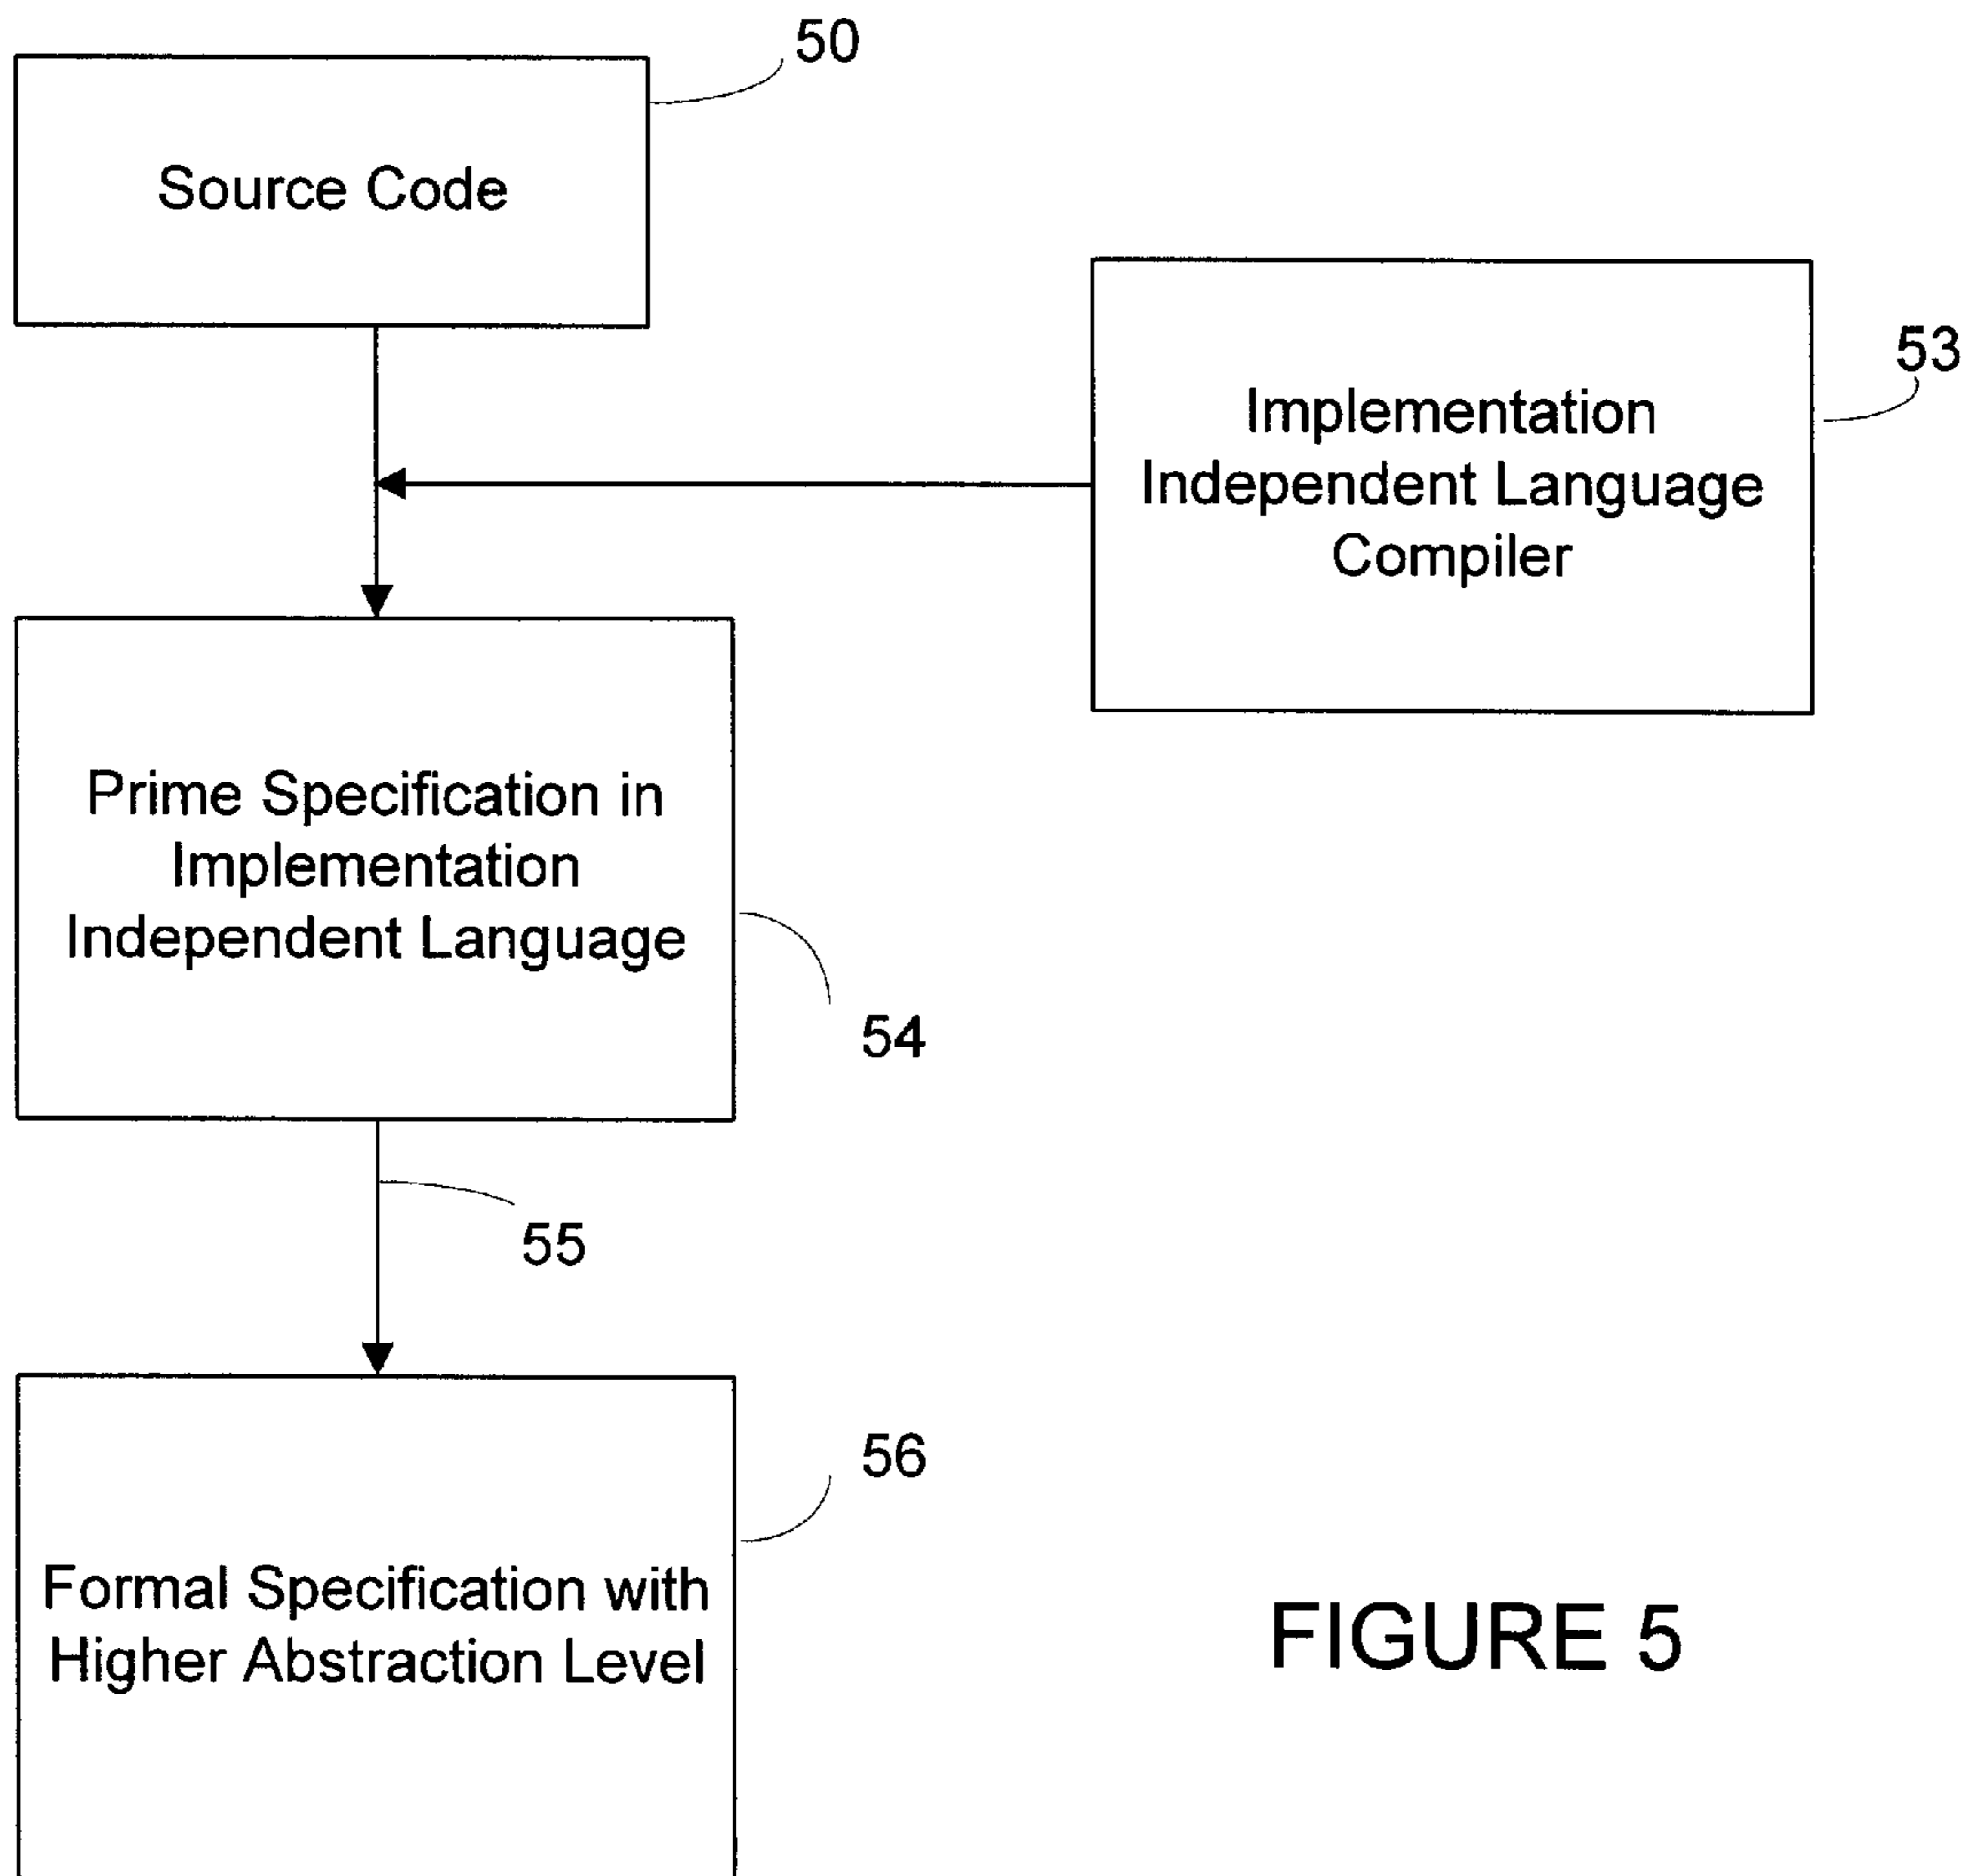 50
Source Code
53
Implementation
Independent Language
Compiler
Prime Specification in
Implementation
Independent Language
54
55
56
Formal Specification with
Higher Abstraction Level
FIGURE 5